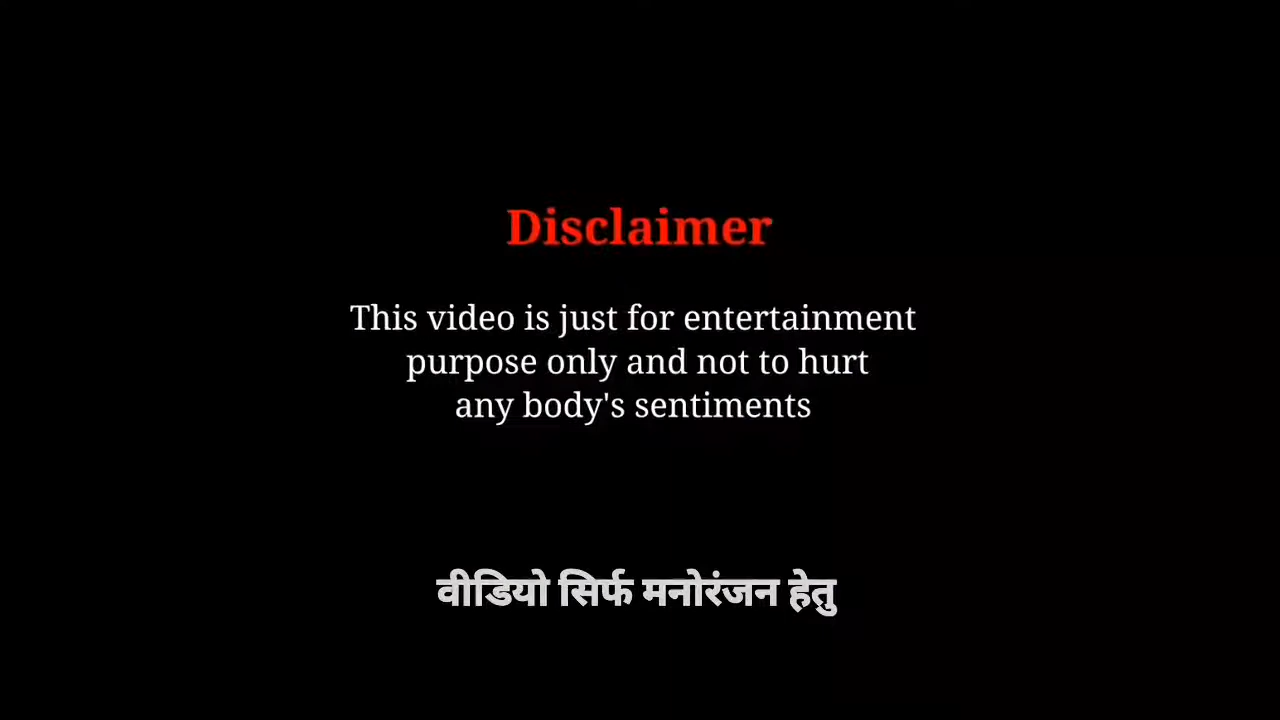 Disclaimer
This video is just for entertainment
purpose only and not to hurt
any body's sentiments
वीडियो सिर्फ मनोरंजन हेतु